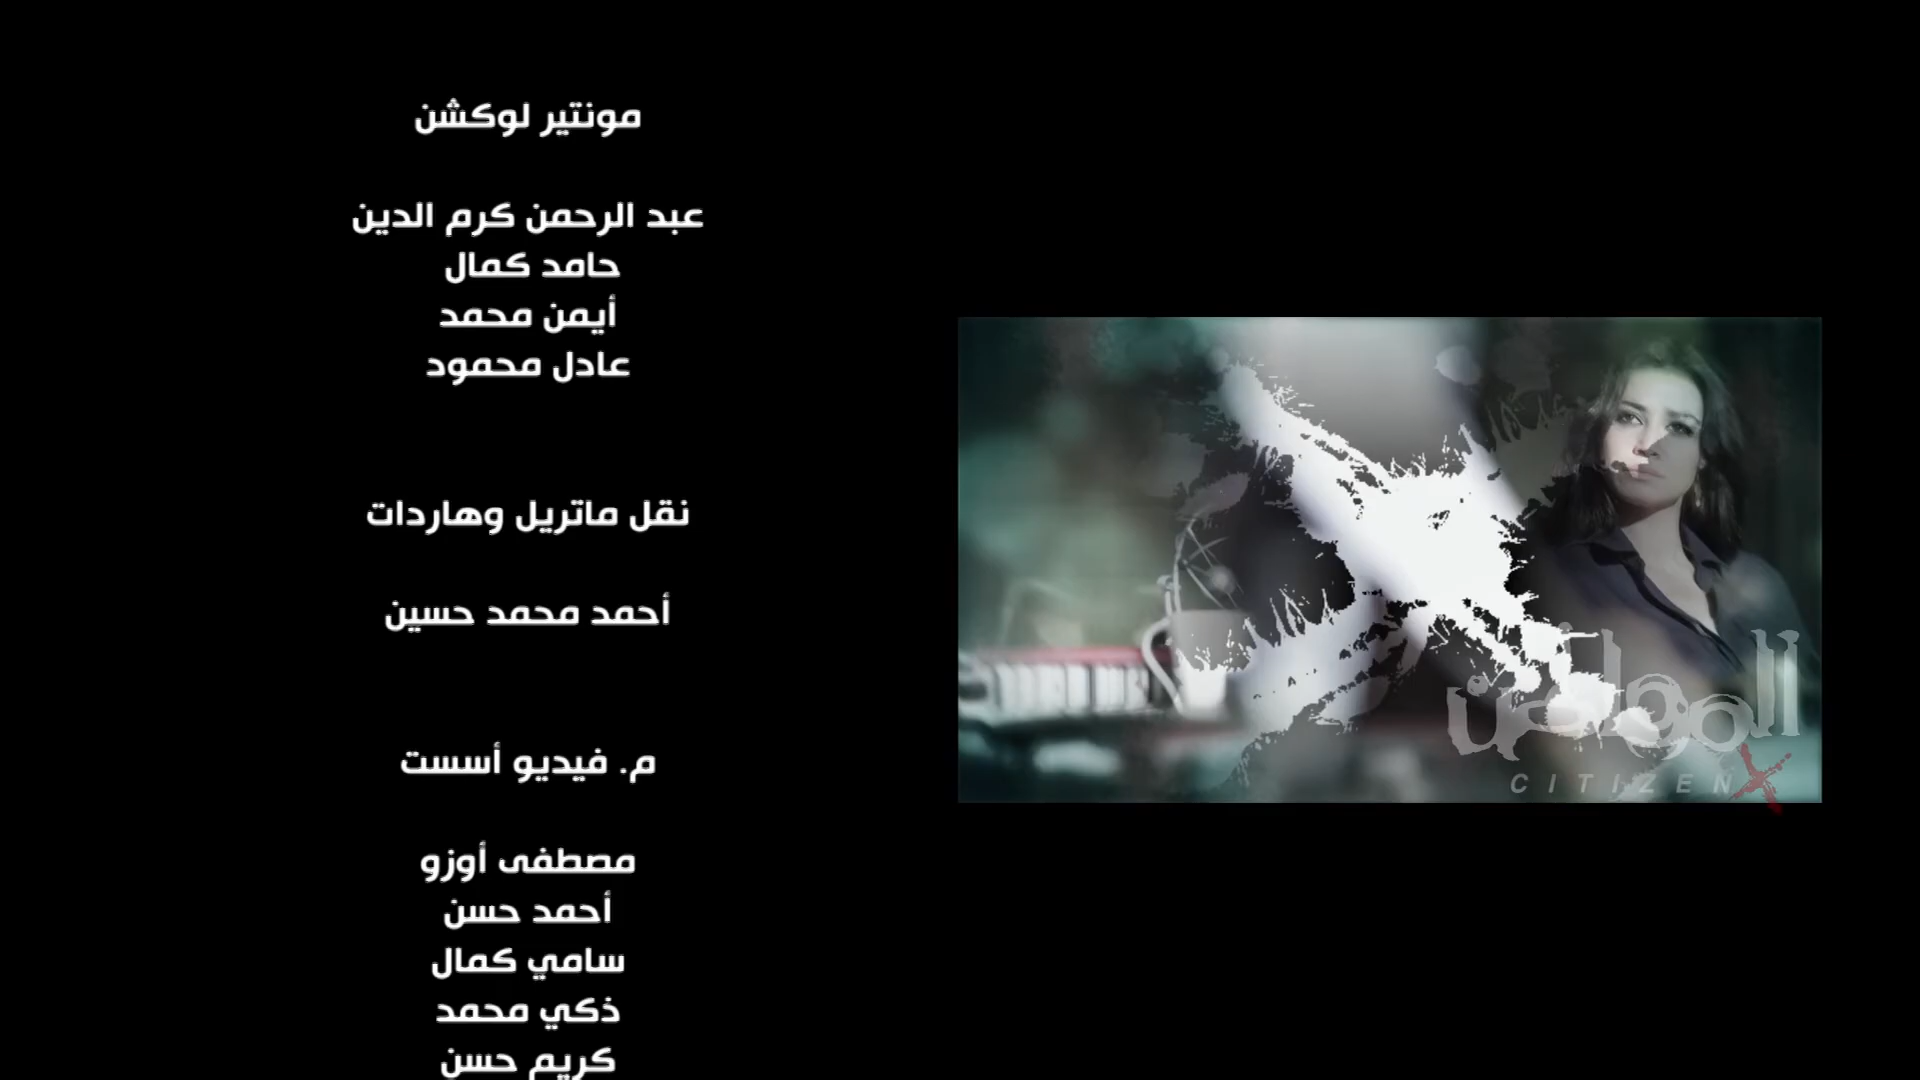 مونتير لوكشن
عبد الرحمن كرم الدين
حامد كمال
أيمن محمد
عادل محمود
نقل ماتريل وهاردات
أحمد محمد حسين
م. فيديو أسست
مصطفى أوزو
أحمد حسن
سامي كمال
ذكي محمد
كريم حسن
المواطن
CITIZEN X